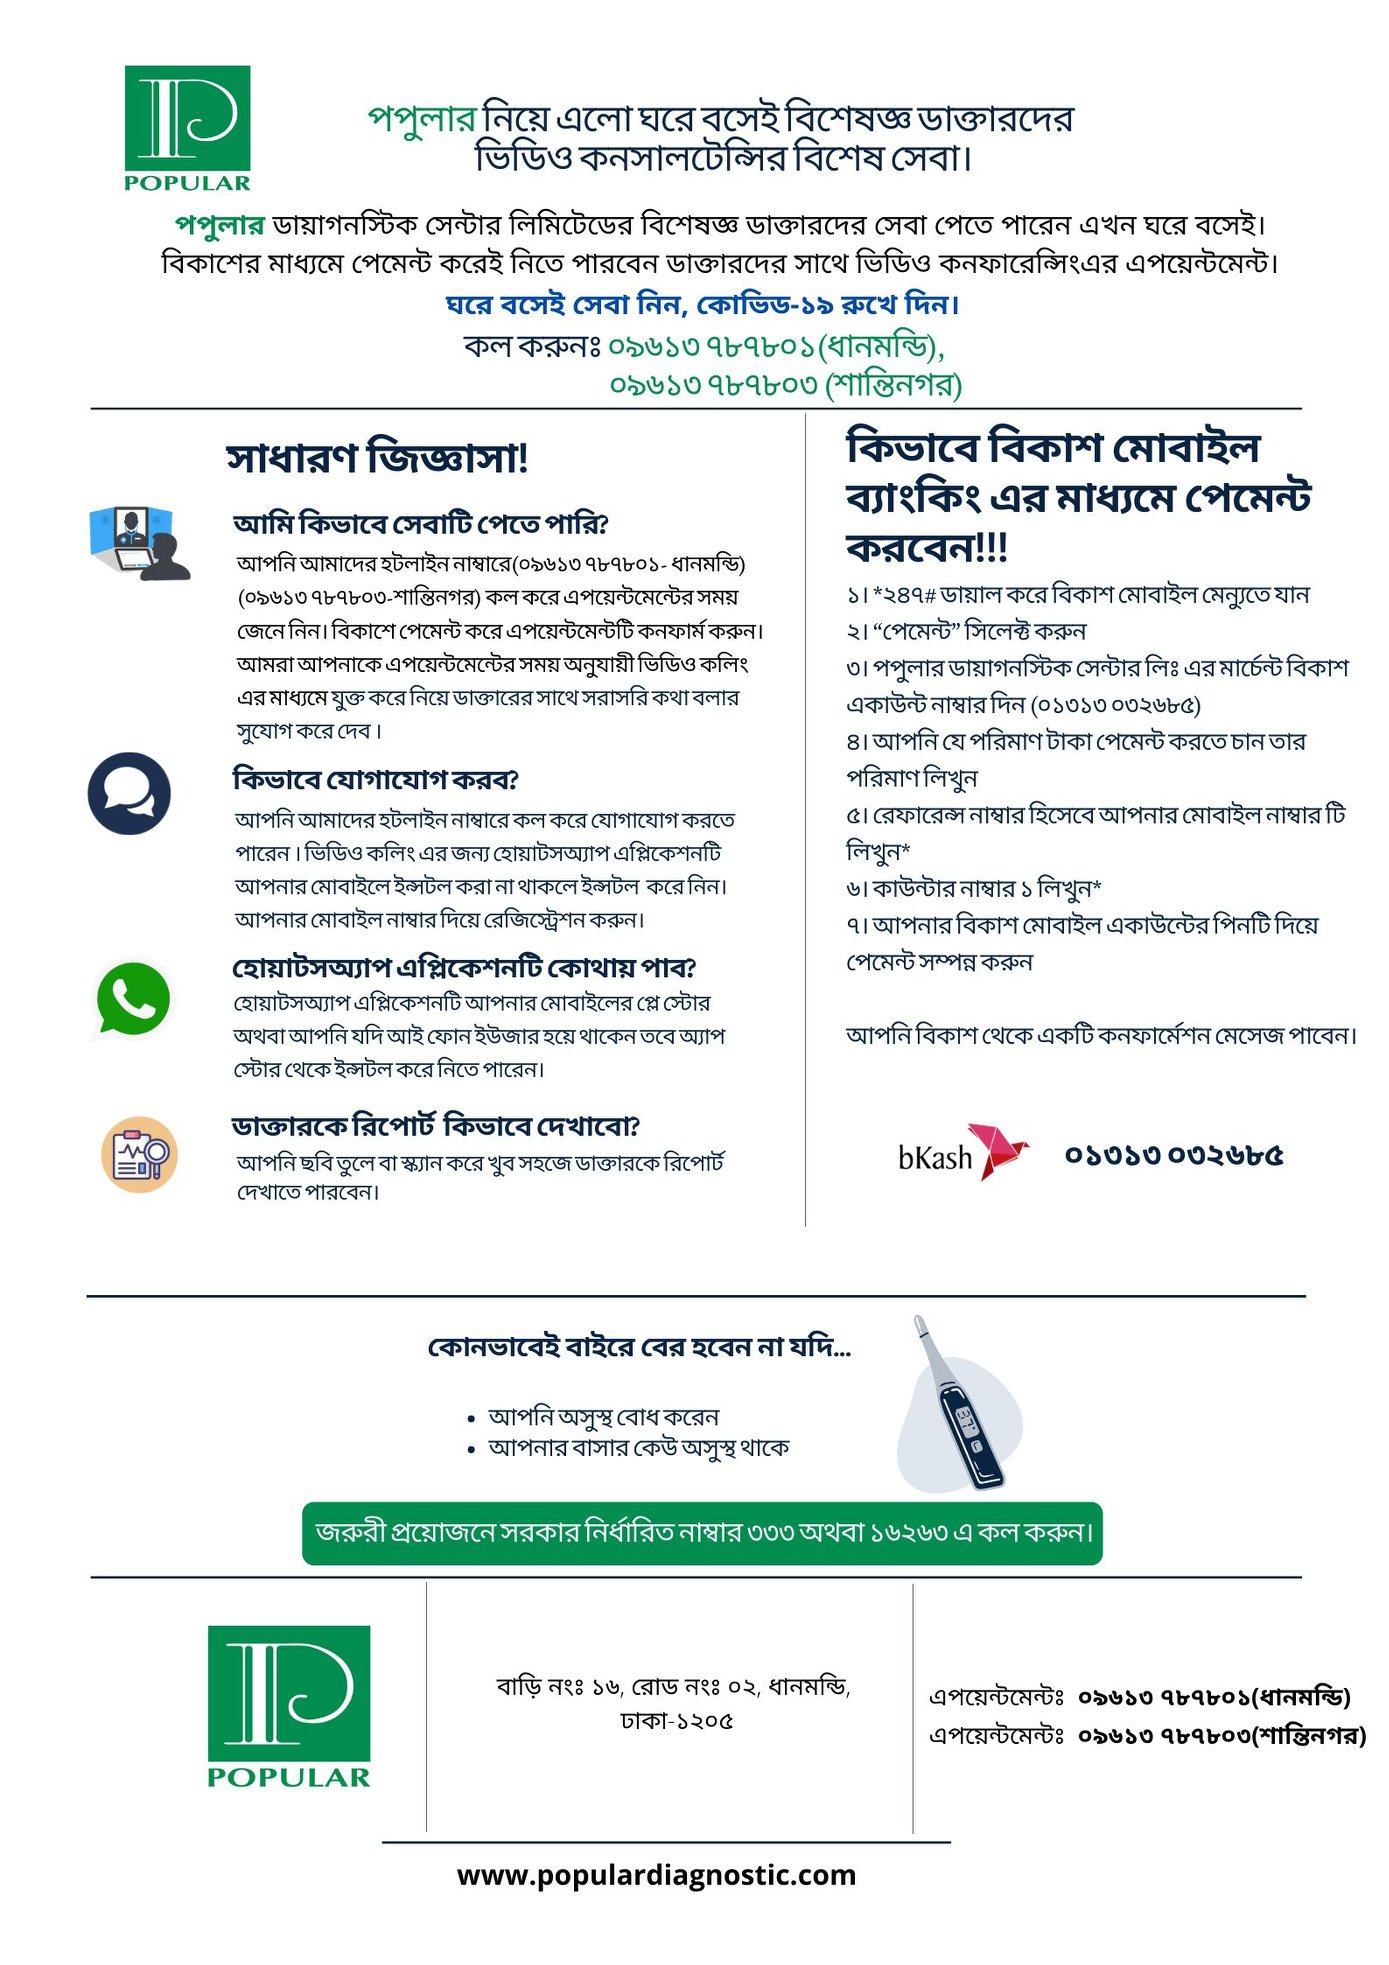 POPULAR
পপুলার নিয়ে এলো ঘরে বসেই বিশেষজ্ঞ ডাক্তারদের
ভিডিও কনসালটেন্সির বিশেষ সেবা।
পপুলার ডায়াগনস্টিক সেন্টার লিমিটেডের বিশেষজ্ঞ ডাক্তারদের সেবা পেতে পারেন এখন ঘরে বসেই।
বিকাশের মাধ্যমে পেমেন্ট করেই নিতে পারবেন ডাক্তারদের সাথে ভিডিও কনফারেন্সিংএর এপয়েন্টমেন্ট।
ঘরে বসেই সেবা নিন, কোভিড-১৯ রুখে দিন।
কল করুনঃ ০৯৬১৩ ৭৮৭৮০১(ধানমন্ডি),
০৯৬১৩ ৭৮৭৮০৩ (শান্তিনগর)
সাধারণ জিজ্ঞাসা!
আমি কিভাবে সেবাটি পেতে পারি?
আপনি আমাদের হটলাইন নাম্বারে(০৯৬১৩ ৭৮৭৮০১- ধানমন্ডি)
(০৯৬১৩ ৭৮৭৮০৩-শান্তিনগর) কল করে এপয়েন্টমেন্টের সময়
জেনে নিন। বিকাশে পেমেন্ট করে এপয়েন্টমেন্টটি কনফার্ম করুন।
আমরা আপনাকে এপয়েন্টমেন্টের সময় অনুযায়ী ভিডিও কলিং
এর মাধ্যমে যুক্ত করে নিয়ে ডাক্তারের সাথে সরাসরি কথা বলার
সুযোগ করে দেব ।
কিভাবে যোগাযোগ করব?
আপনি আমাদের হটলাইন নাম্বারে কল করে যোগাযোগ করতে
পারেন । ভিডিও কলিং এর জন্য হোয়াটসঅ্যাপ এপ্লিকেশনটি
আপনার মোবাইলে ইন্সটল করা না থাকলে ইন্সটল করে নিন।
আপনার মোবাইল নাম্বার দিয়ে রেজিস্ট্রেশন করুন।
হোয়াটসঅ্যাপ এপ্লিকেশনটি কোথায় পাব?
হোয়াটসঅ্যাপ এপ্লিকেশনটি আপনার মোবাইলের প্লে স্টোর
অথবা আপনি যদি আই ফোন ইউজার হয়ে থাকেন তবে অ্যাপ
স্টোর থেকে ইন্সটল করে নিতে পারেন।
ডাক্তারকে রিপোর্ট কিভাবে দেখাবো?
আপনি ছবি তুলে বা স্ক্যান করে খুব সহজে ডাক্তারকে রিপোর্ট
দেখাতে পারবেন।
কিভাবে বিকাশ মোবাইল
ব্যাংকিং এর মাধ্যমে পেমেন্ট
করবেন!!!
১। *২৪৭# ডায়াল করে বিকাশ মোবাইল মেন্যুতে যান
২। “পেমেন্ট” সিলেক্ট করুন
৩। পপুলার ডায়াগনস্টিক সেন্টার লিঃ এর মার্চেন্ট বিকাশ
একাউন্ট নাম্বার দিন (০১৩১৩ ০৩২৬৮৫)
৪। আপনি যে পরিমাণ টাকা পেমেন্ট করতে চান তার
পরিমাণ লিখুন
৫। রেফারেন্স নাম্বার হিসেবে আপনার মোবাইল নাম্বার টি
লিখুন*
৬। কাউন্টার নাম্বার ১ লিখুন*
৭। আপনার বিকাশ মোবাইল একাউন্টের পিনটি দিয়ে
পেমেন্ট সম্পন্ন করুন
আপনি বিকাশ থেকে একটি কনফার্মেশন মেসেজ পাবেন।
bKash ০১৩১৩ ০৩২৬৮৫
কোনভাবেই বাইরে বের হবেন না যদি...
• আপনি অসুস্থ বোধ করেন
• আপনার বাসার কেউ অসুস্থ থাকে
জরুরী প্রয়োজনে সরকার নির্ধারিত নাম্বার ৩৩৩ অথবা ১৬২৬৩ এ কল করুন।
POPULAR
বাড়ি নংঃ ১৬, রোড নংঃ ০২, ধানমন্ডি,
ঢাকা-১২০৫
এপয়েন্টমেন্টঃ ০৯৬১৩ ৭৮৭৮০১(ধানমন্ডি)
এপয়েন্টমেন্টঃ ০৯৬১৩ ৭৮৭৮০৩(শান্তিনগর)
www.populardiagnostic.com